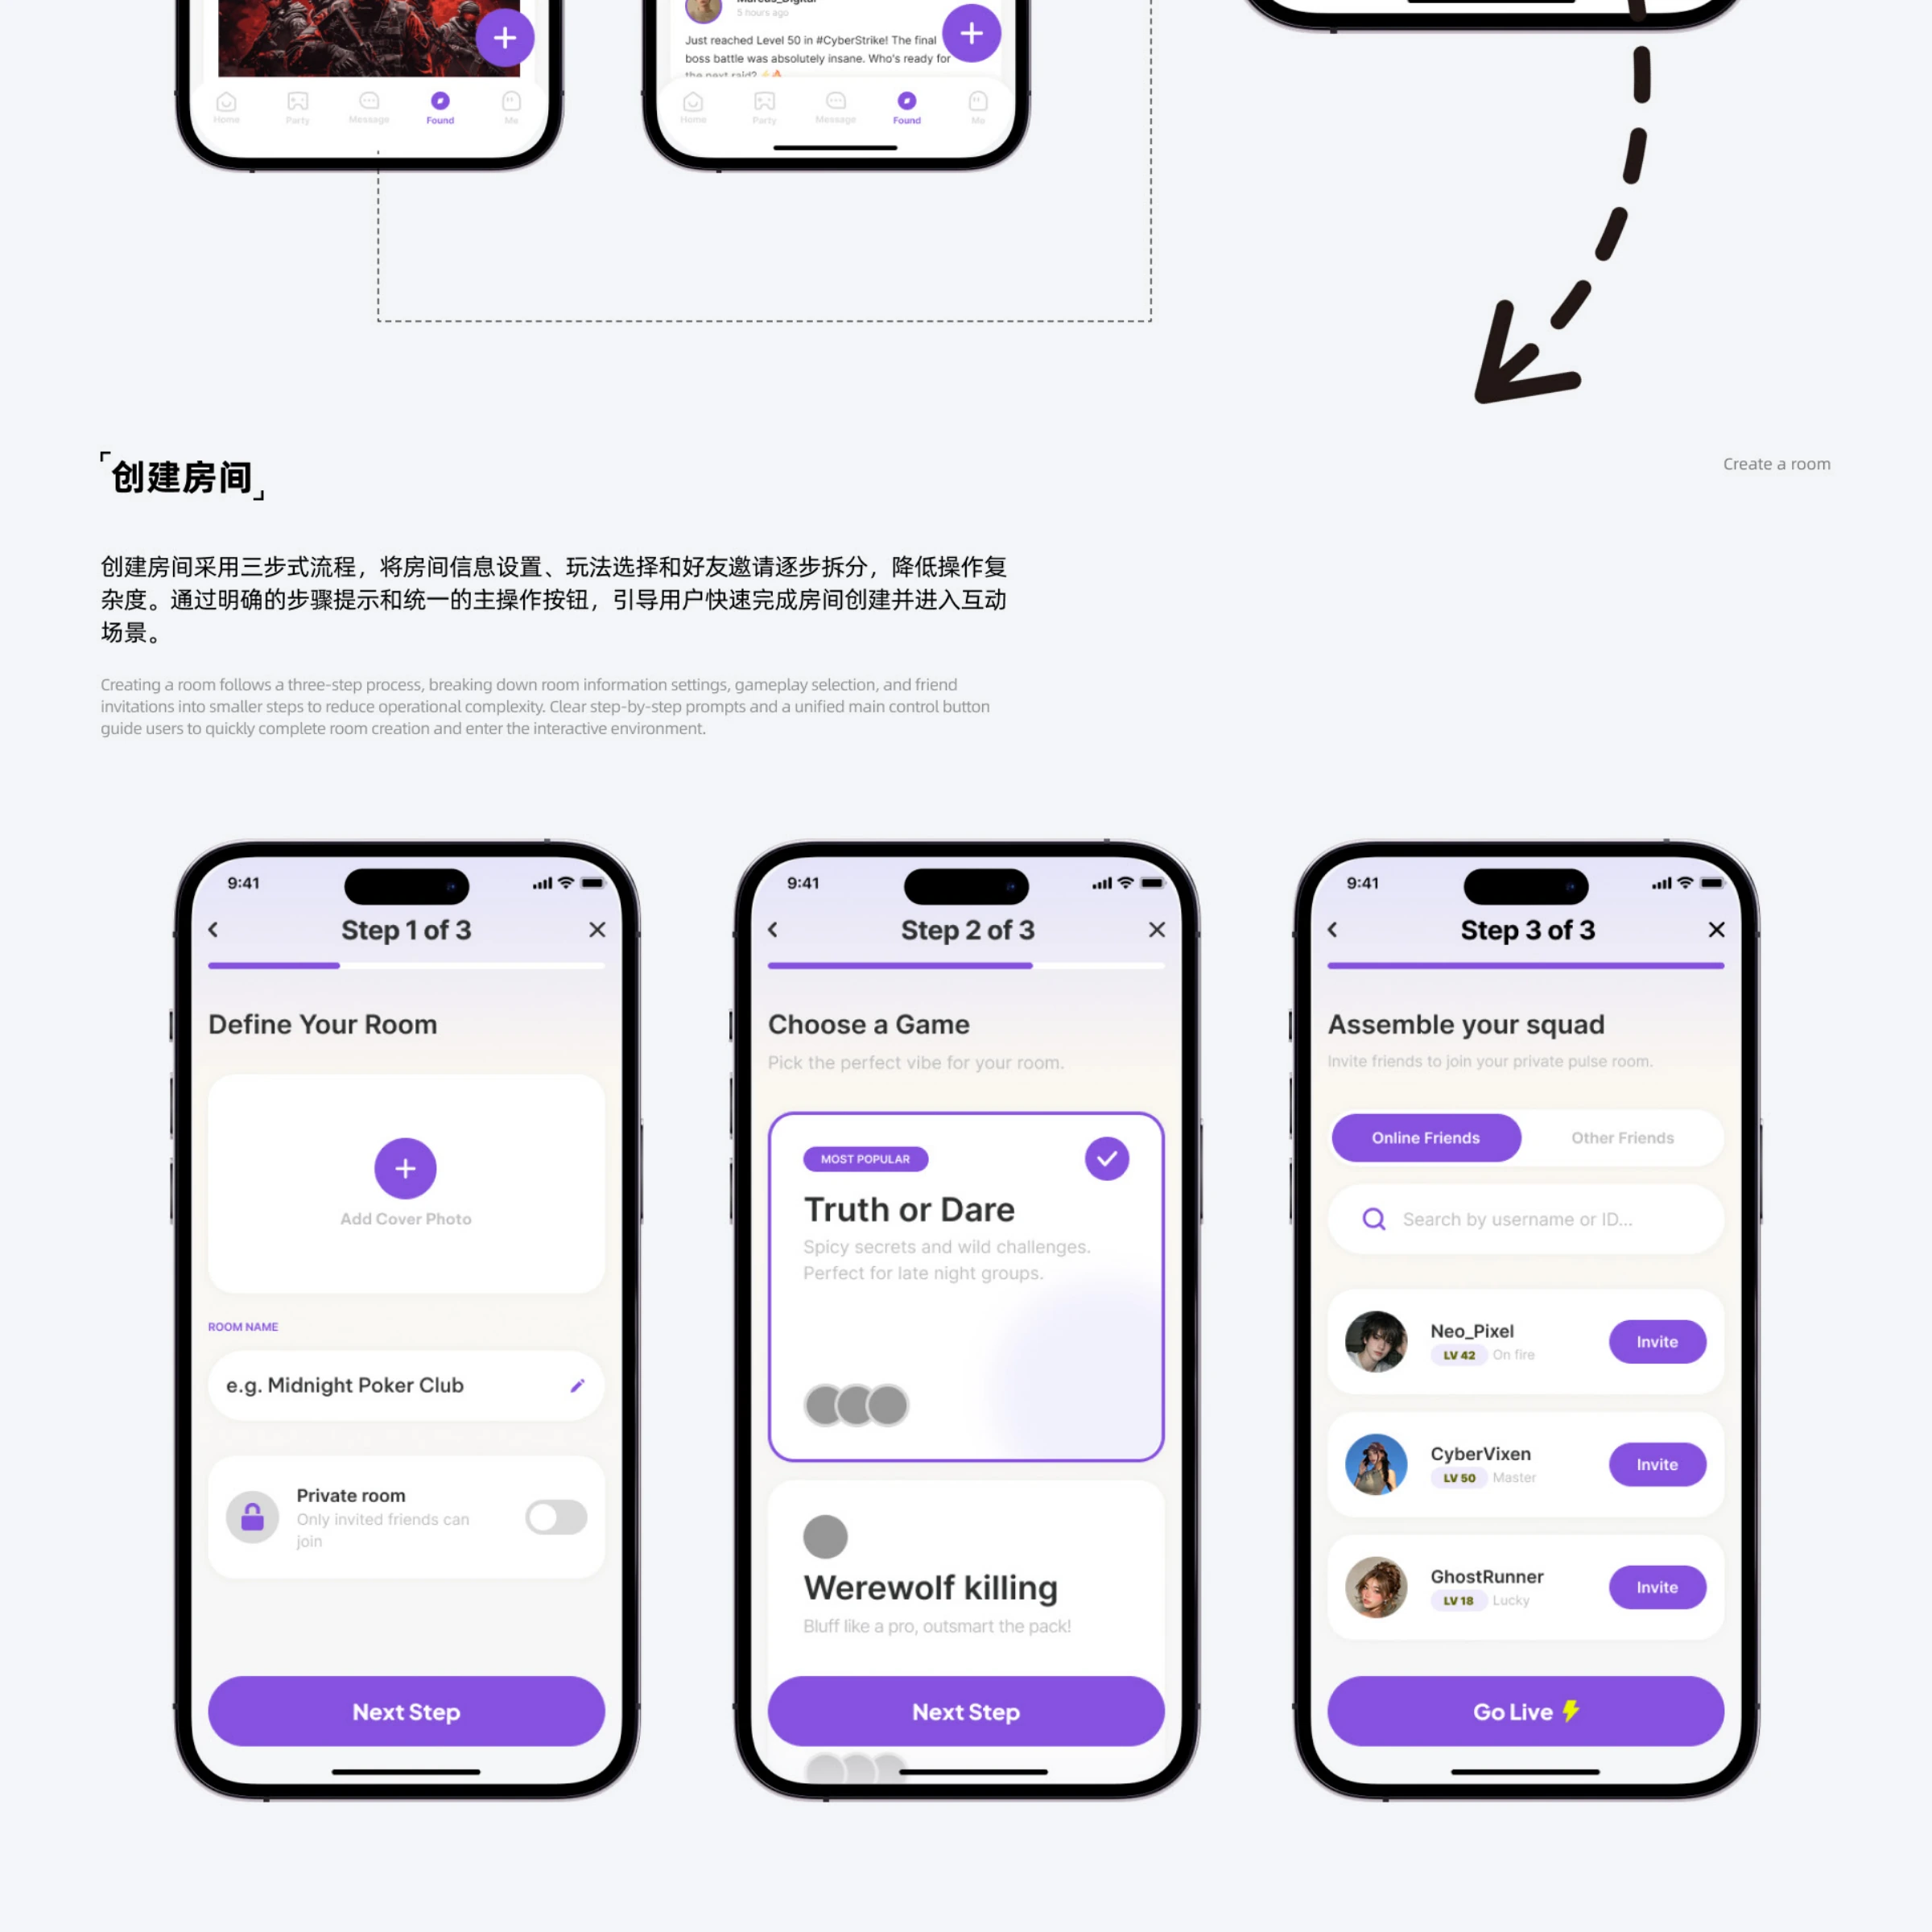 5 hours ago
Just reached Level 50 in #CyberStrike! The final
boss battle was absolutely insane. Who's ready for
the next raid? ⚡🔥
Home
Party
Message
Found
Me
Home
Party
Message
Found
Me
「创建房间」
Create a room
创建房间采用三步式流程，将房间信息设置、玩法选择和好友邀请逐步拆分，降低操作复
杂度。通过明确的步骤提示和统一的主操作按钮，引导用户快速完成房间创建并进入互动
场景。
Creating a room follows a three-step process, breaking down room information settings, gameplay selection, and friend
invitations into smaller steps to reduce operational complexity. Clear step-by-step prompts and a unified main control button
guide users to quickly complete room creation and enter the interactive environment.
9:41
Step 1 of 3
Define Your Room
Add Cover Photo
ROOM NAME
e.g. Midnight Poker Club
Private room
Only invited friends can
join
Next Step
9:41
Step 2 of 3
Choose a Game
Pick the perfect vibe for your room.
MOST POPULAR
Truth or Dare
Spicy secrets and wild challenges.
Perfect for late night groups.
Werewolf killing
Bluff like a pro, outsmart the pack!
Next Step
9:41
Step 3 of 3
Assemble your squad
Invite friends to join your private pulse room.
Online Friends
Other Friends
Search by username or ID...
Neo_Pixel
LV 42 On fire
Invite
CyberVixen
LV 50 Master
Invite
GhostRunner
LV 18 Lucky
Invite
Go Live ⚡